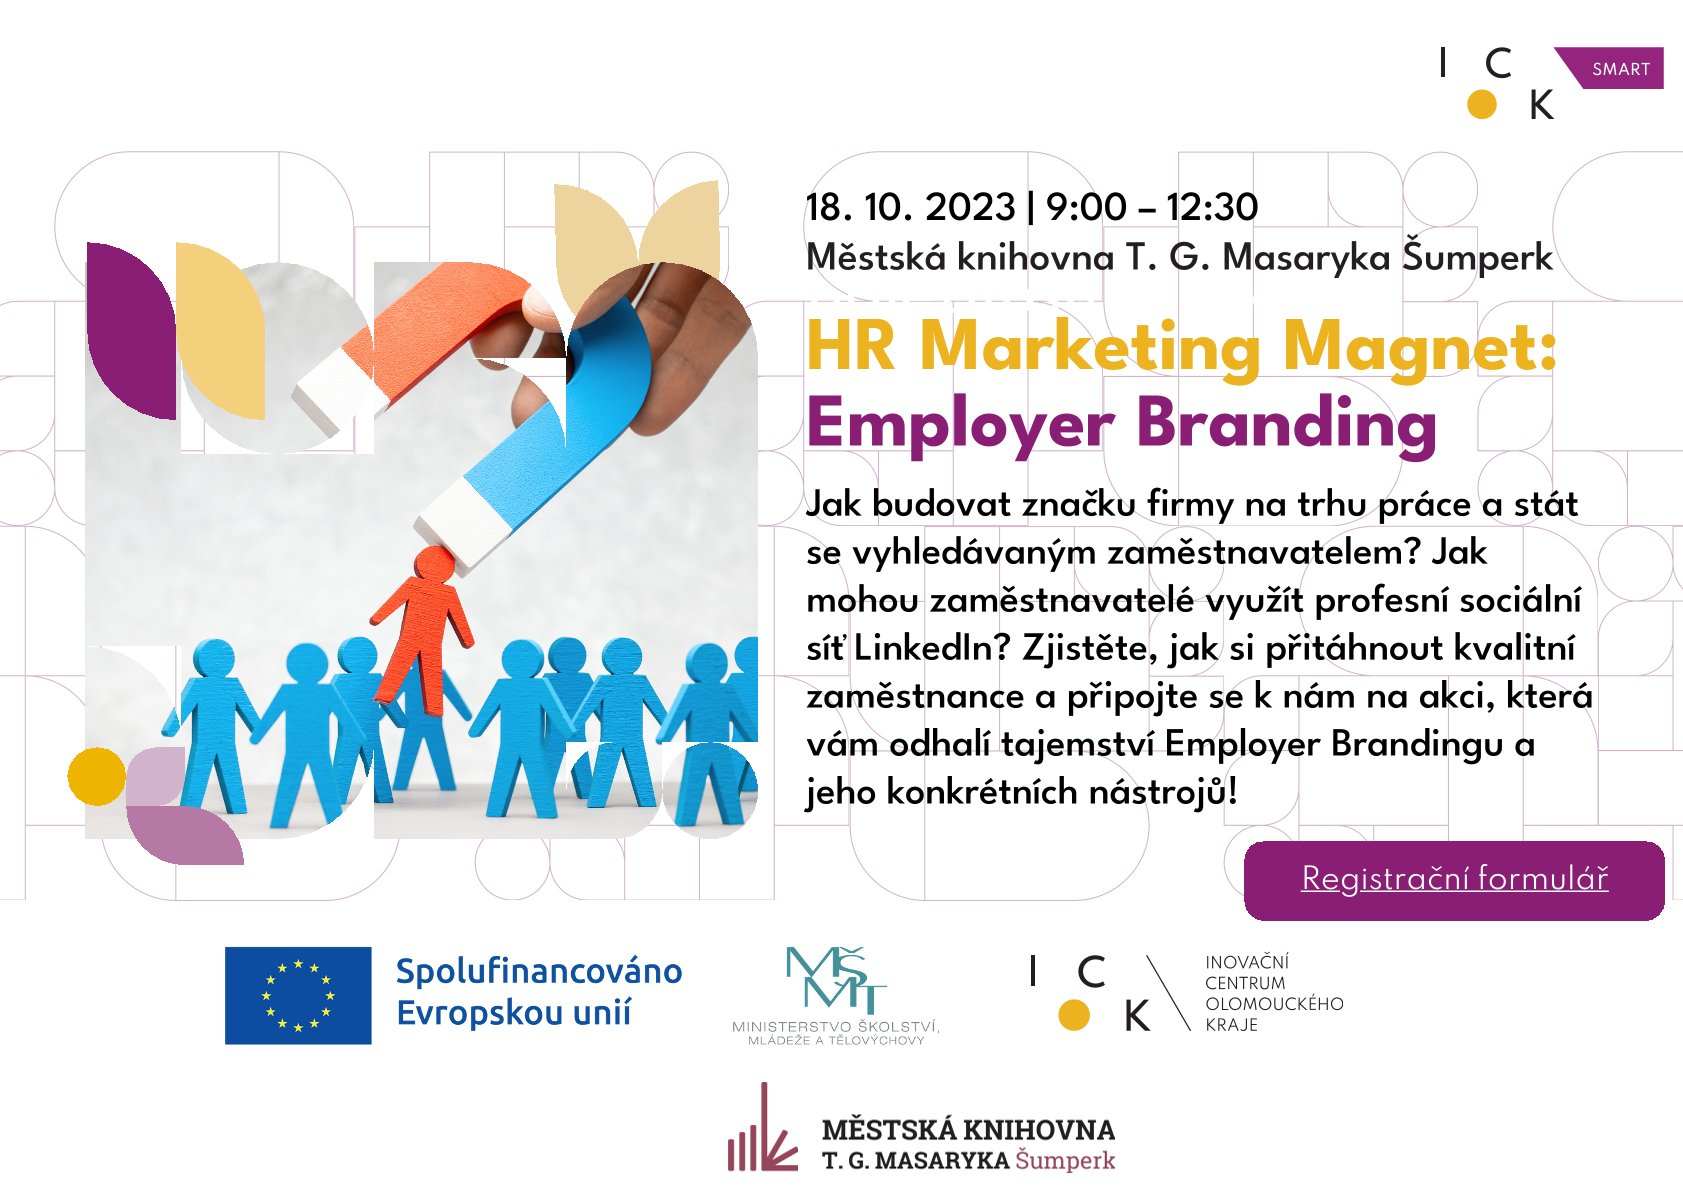 I C
K
SMART
18. 10. 2023 | 9:00 – 12:30
Městská knihovna T. G. Masaryka Šumperk
HR Marketing Magnet:
Employer Branding
Jak budovat značku firmy na trhu práce a stát
se vyhledávaným zaměstnavatelem? Jak
mohou zaměstnavatelé využít profesní sociální
síť LinkedIn? Zjistěte, jak si přitáhnout kvalitní
zaměstnance a připojte se k nám na akci, která
vám odhalí tajemství Employer Brandingu a
jeho konkrétních nástrojů!
Registrační formulář
Spolufinancováno
Evropskou unií
MŠMT
MINISTERSTVO ŠKOLSTVÍ,
MLÁDEŽE A TĚLOVÝCHOVY
I C
K
INOVAČNÍ
CENTRUM
OLOMOUCKÉHO
KRAJE
MĚSTSKÁ KNIHOVNA
T. G. MASARYKA Šumperk